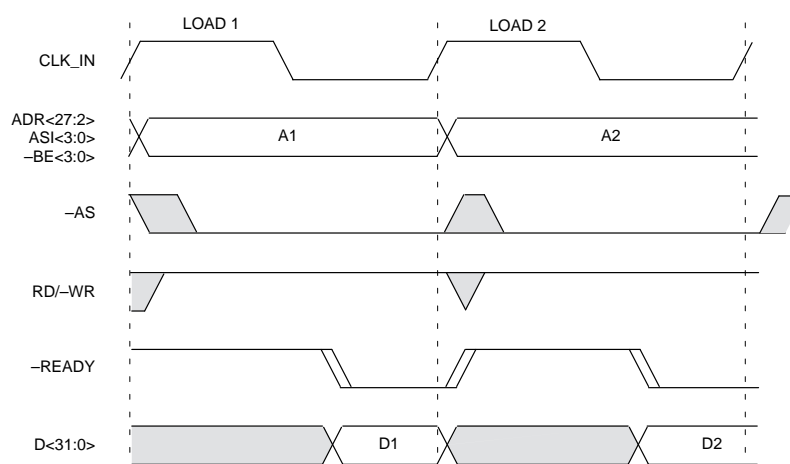 LOAD 1 LOAD 2
CLK_IN
ADR<27:2>
ASI<3:0>
–BE<3:0>
A1 A2
–AS
RD/–WR
–READY
D<31:0> D1 D2